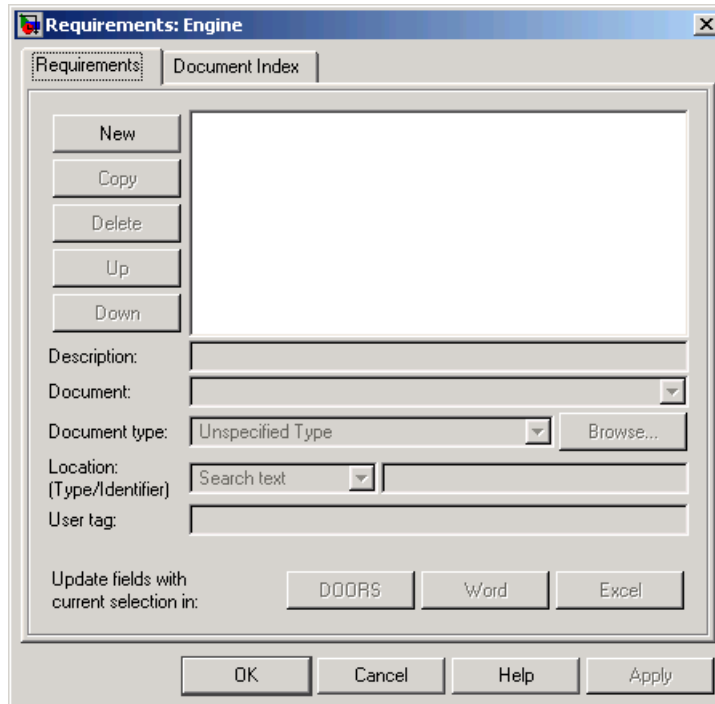 Requirements: Engine
Requirements Document Index
New
Copy
Delete
Up
Down
Description:
Document:
Document type: Unspecified Type Browse...
Location:
(Type/Identifier) Search text
User tag:
Update fields with
current selection in: DOORS Word Excel
OK Cancel Help Apply